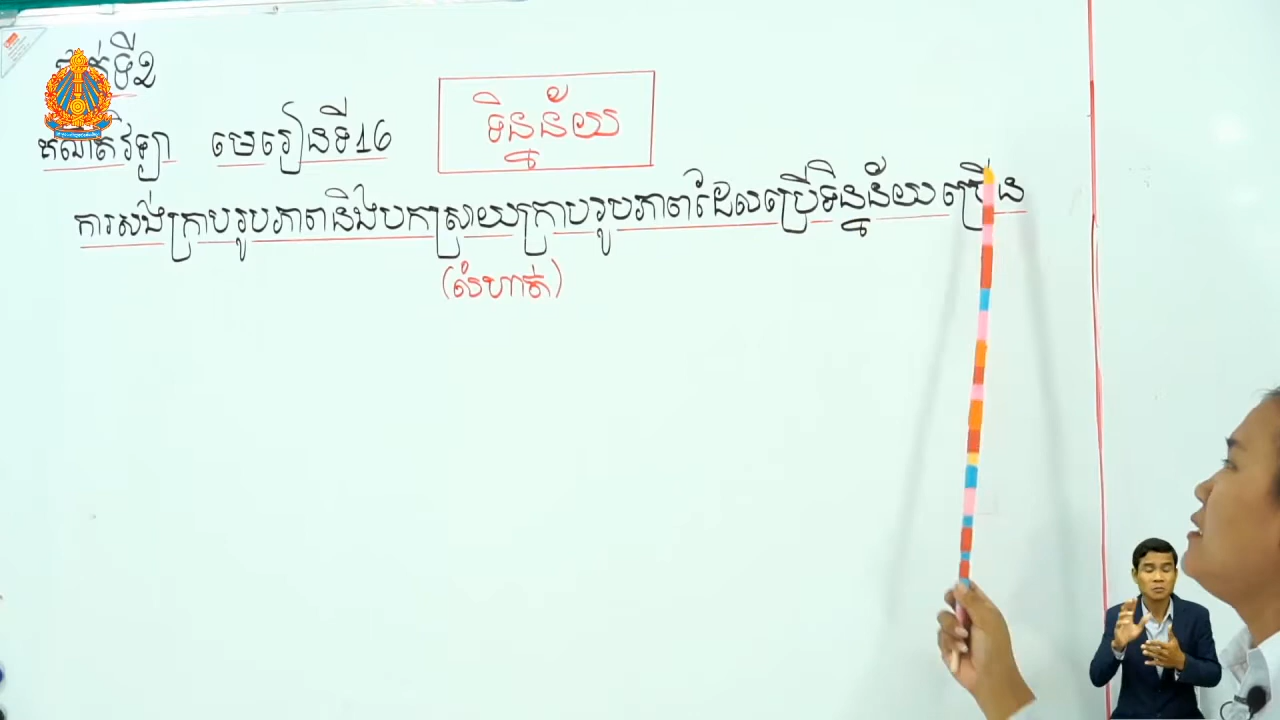 ថ្នាក់ទី២
គណិតវិទ្យា មេរៀនទី16
ទិន្នន័យ
ការសង់ក្រាបរូបភាពនិងបកស្រាយក្រាបរូបភាពដែលប្រើទិន្នន័យច្រើន
(លំហាត់)